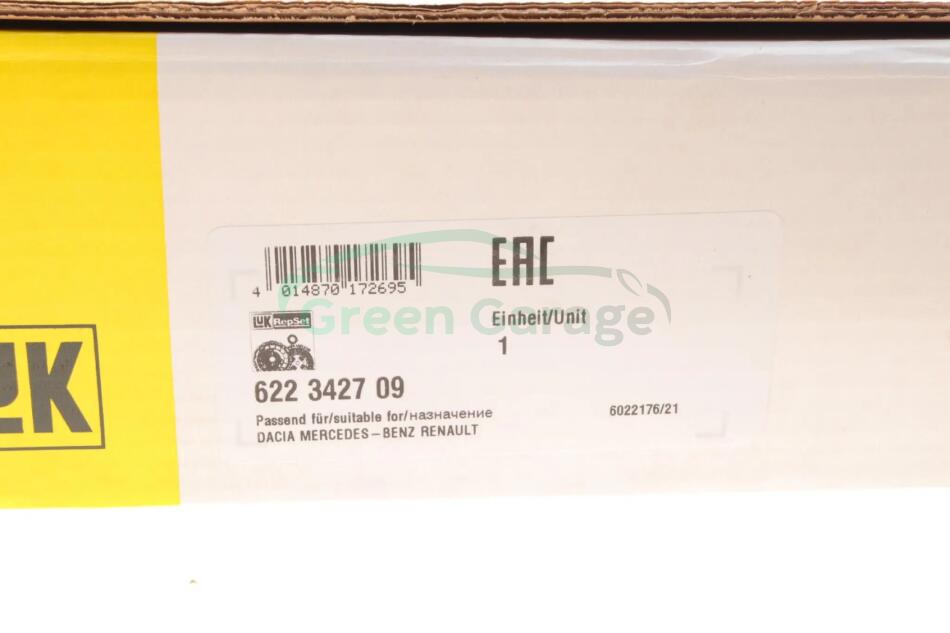 EAC
4 014870 172695
Einheit/Unit
1
LuK RepSet
622 3427 09
Passend für/suitable for/назначение
DACIA MERCEDES–BENZ RENAULT
6022176/21
LuK
Green Garage